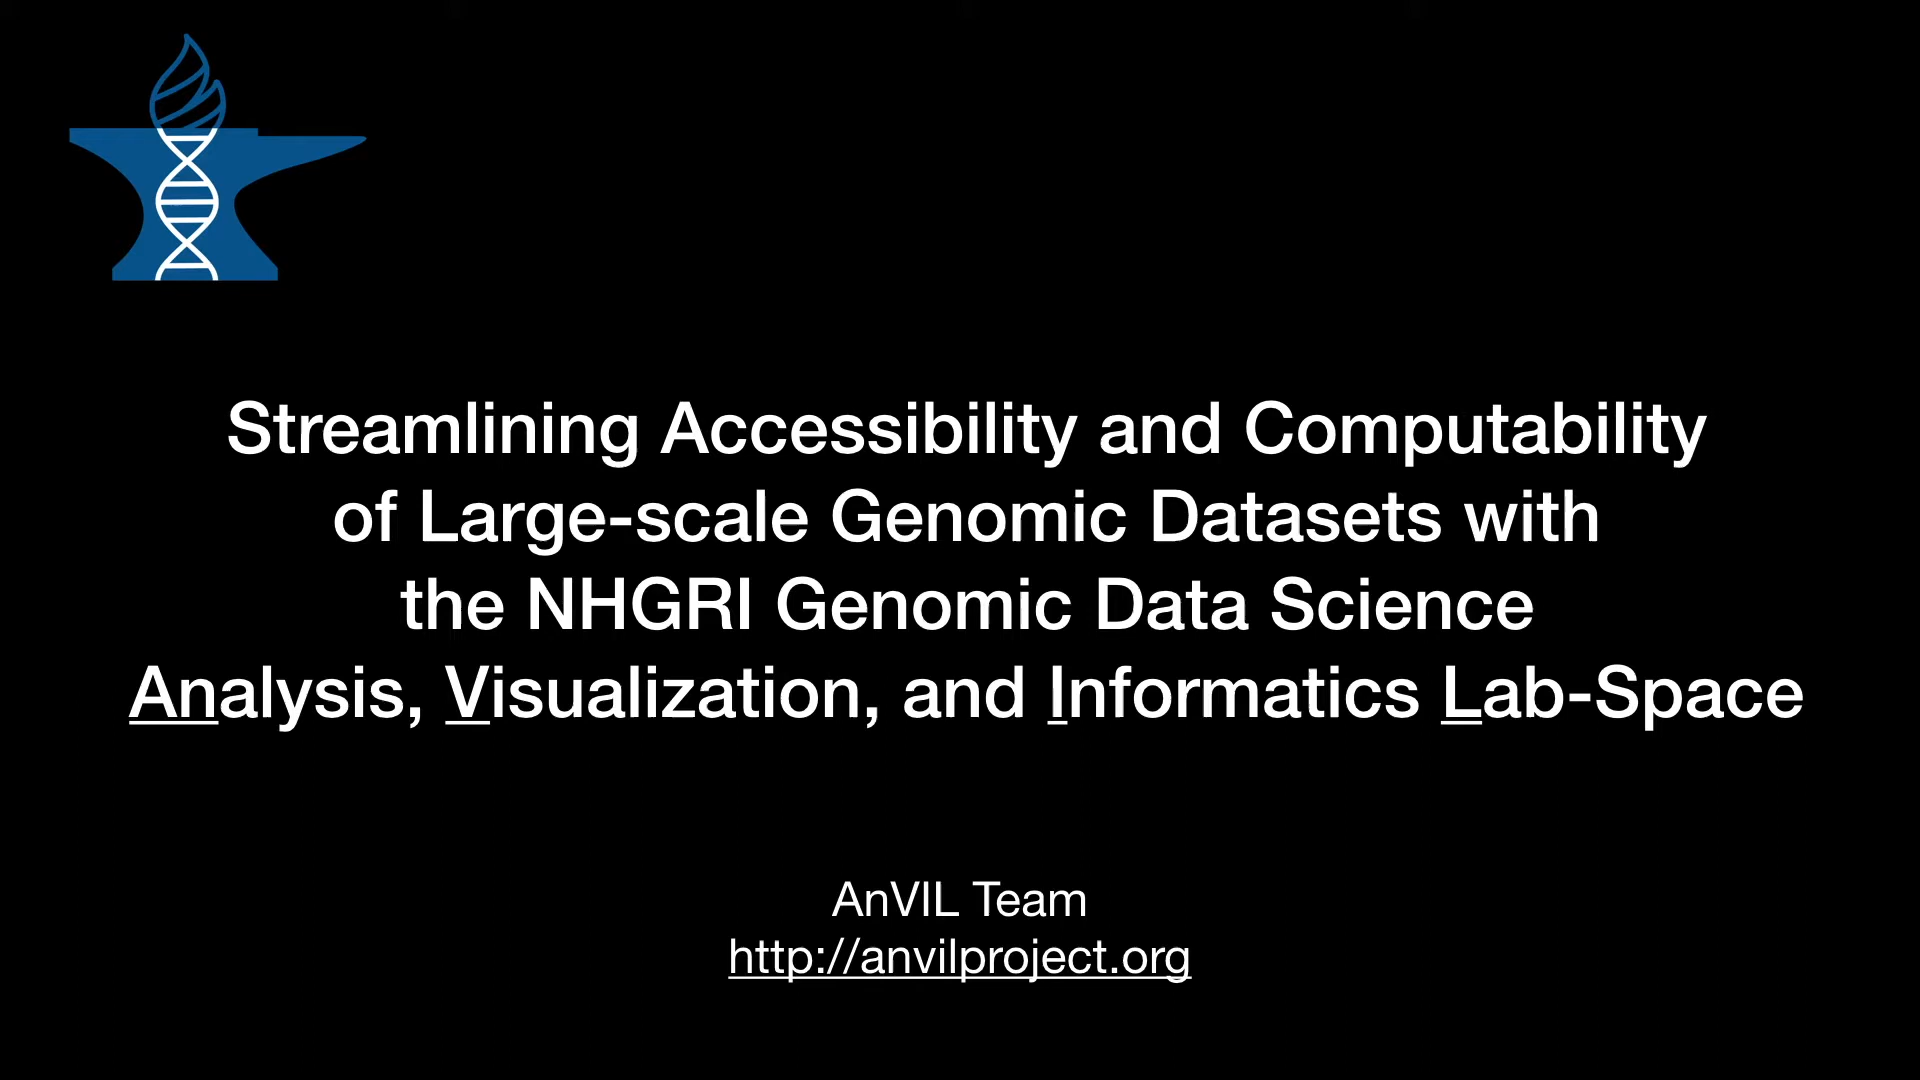 Streamlining Accessibility and Computability
of Large-scale Genomic Datasets with
the NHGRI Genomic Data Science
Analysis, Visualization, and Informatics Lab-Space
AnVIL Team
http://anvilproject.org